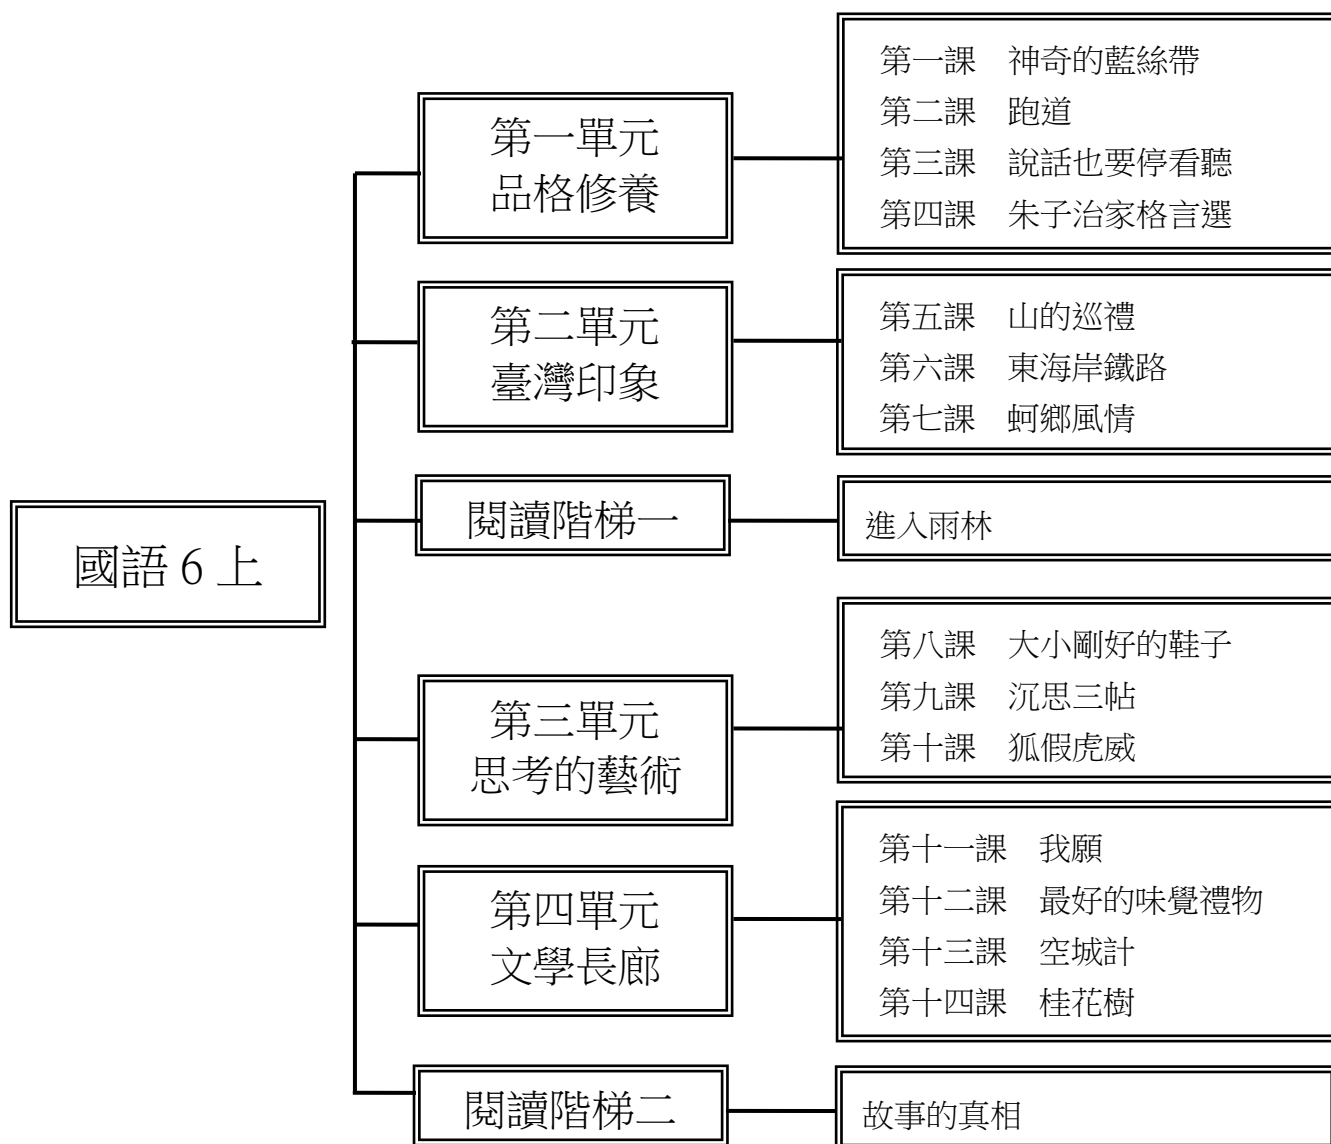 國語 6 上
第一單元
品格修養
第一課　神奇的藍絲帶
第二課　跑道
第三課　說話也要停看聽
第四課　朱子治家格言選
第二單元
臺灣印象
第五課　山的巡禮
第六課　東海岸鐵路
第七課　蚵鄉風情
閱讀階梯一
進入雨林
第三單元
思考的藝術
第八課　大小剛好的鞋子
第九課　沉思三帖
第十課　狐假虎威
第四單元
文學長廊
第十一課　我願
第十二課　最好的味覺禮物
第十三課　空城計
第十四課　桂花樹
閱讀階梯二
故事的真相